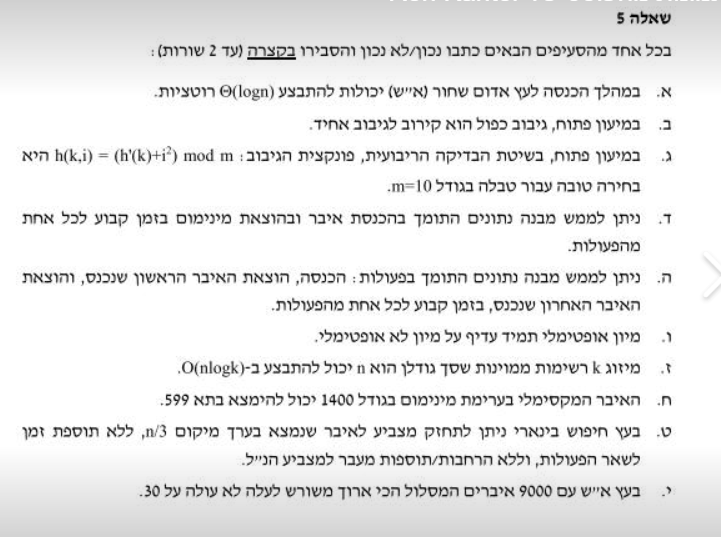 שאלה 5
בכל אחד מהסעיפים הבאים כתבו נכון/לא נכון והסבירו בקצרה (עד 2 שורות):
א. במהלך הכנסה לעץ אדום שחור (א"ש) יכולות להתבצע Θ(logn) רוטציות.
ב. במיעון פתוח, גיבוב כפול הוא קירוב לגיבוב אחיד.
ג. במיעון פתוח, בשיטת הבדיקה הריבועית, פונקצית הגיבוב: h(k,i) = (h'(k)+i²) mod m היא
בחירה טובה עבור טבלה בגודל m=10.
ד. ניתן לממש מבנה נתונים התומך בהכנסת איבר ובהוצאת מינימום בזמן קבוע לכל אחת
מהפעולות.
ה. ניתן לממש מבנה נתונים התומך בפעולות: הכנסה, הוצאת האיבר הראשון שנכנס, והוצאת
האיבר האחרון שנכנס, בזמן קבוע לכל אחת מהפעולות.
ו. מיון אופטימלי תמיד עדיף על מיון לא אופטימלי.
ז. מיזוג k רשימות ממוינות שסך גודלן הוא n יכול להתבצע ב-O(nlogk).
ח. האיבר המקסימלי בערימת מינימום בגודל 1400 יכול להימצא בתא 599.
ט. בעץ חיפוש בינארי ניתן לתחזק מצביע לאיבר שנמצא בערך מיקום n/3, ללא תוספת זמן
לשאר הפעולות, וללא הרחבות/תוספות מעבר למצביע הנ"ל.
י. בעץ א"ש עם 9000 איברים המסלול הכי ארוך משורש לעלה לא עולה על 30.